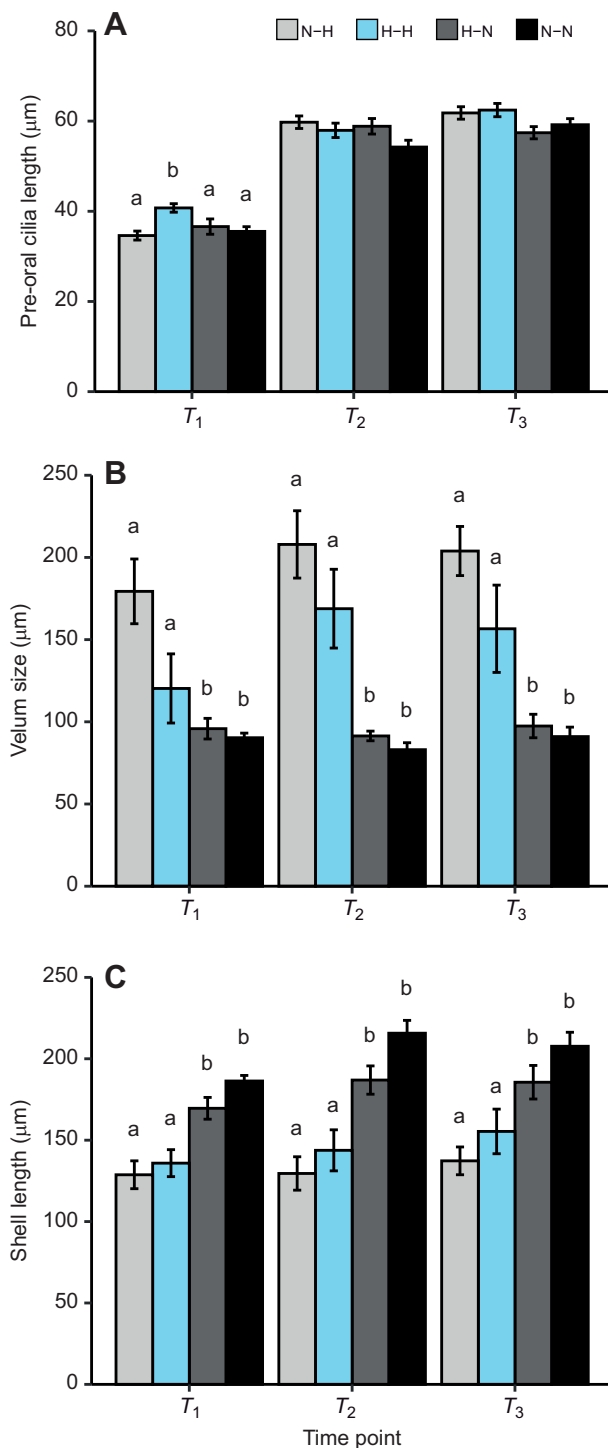 A
N−H H−H H−N N−N
80
60
40
20
0
Pre-oral cilia length (μm)
a b a a
T1 T2 T3
B
250
200
150
100
50
0
Velum size (μm)
a a b b
a a b b
a a b b
T1 T2 T3
C
250
200
150
100
50
0
Shell length (μm)
a a b b
a a b b
a a b b
T1 T2 T3
Time point